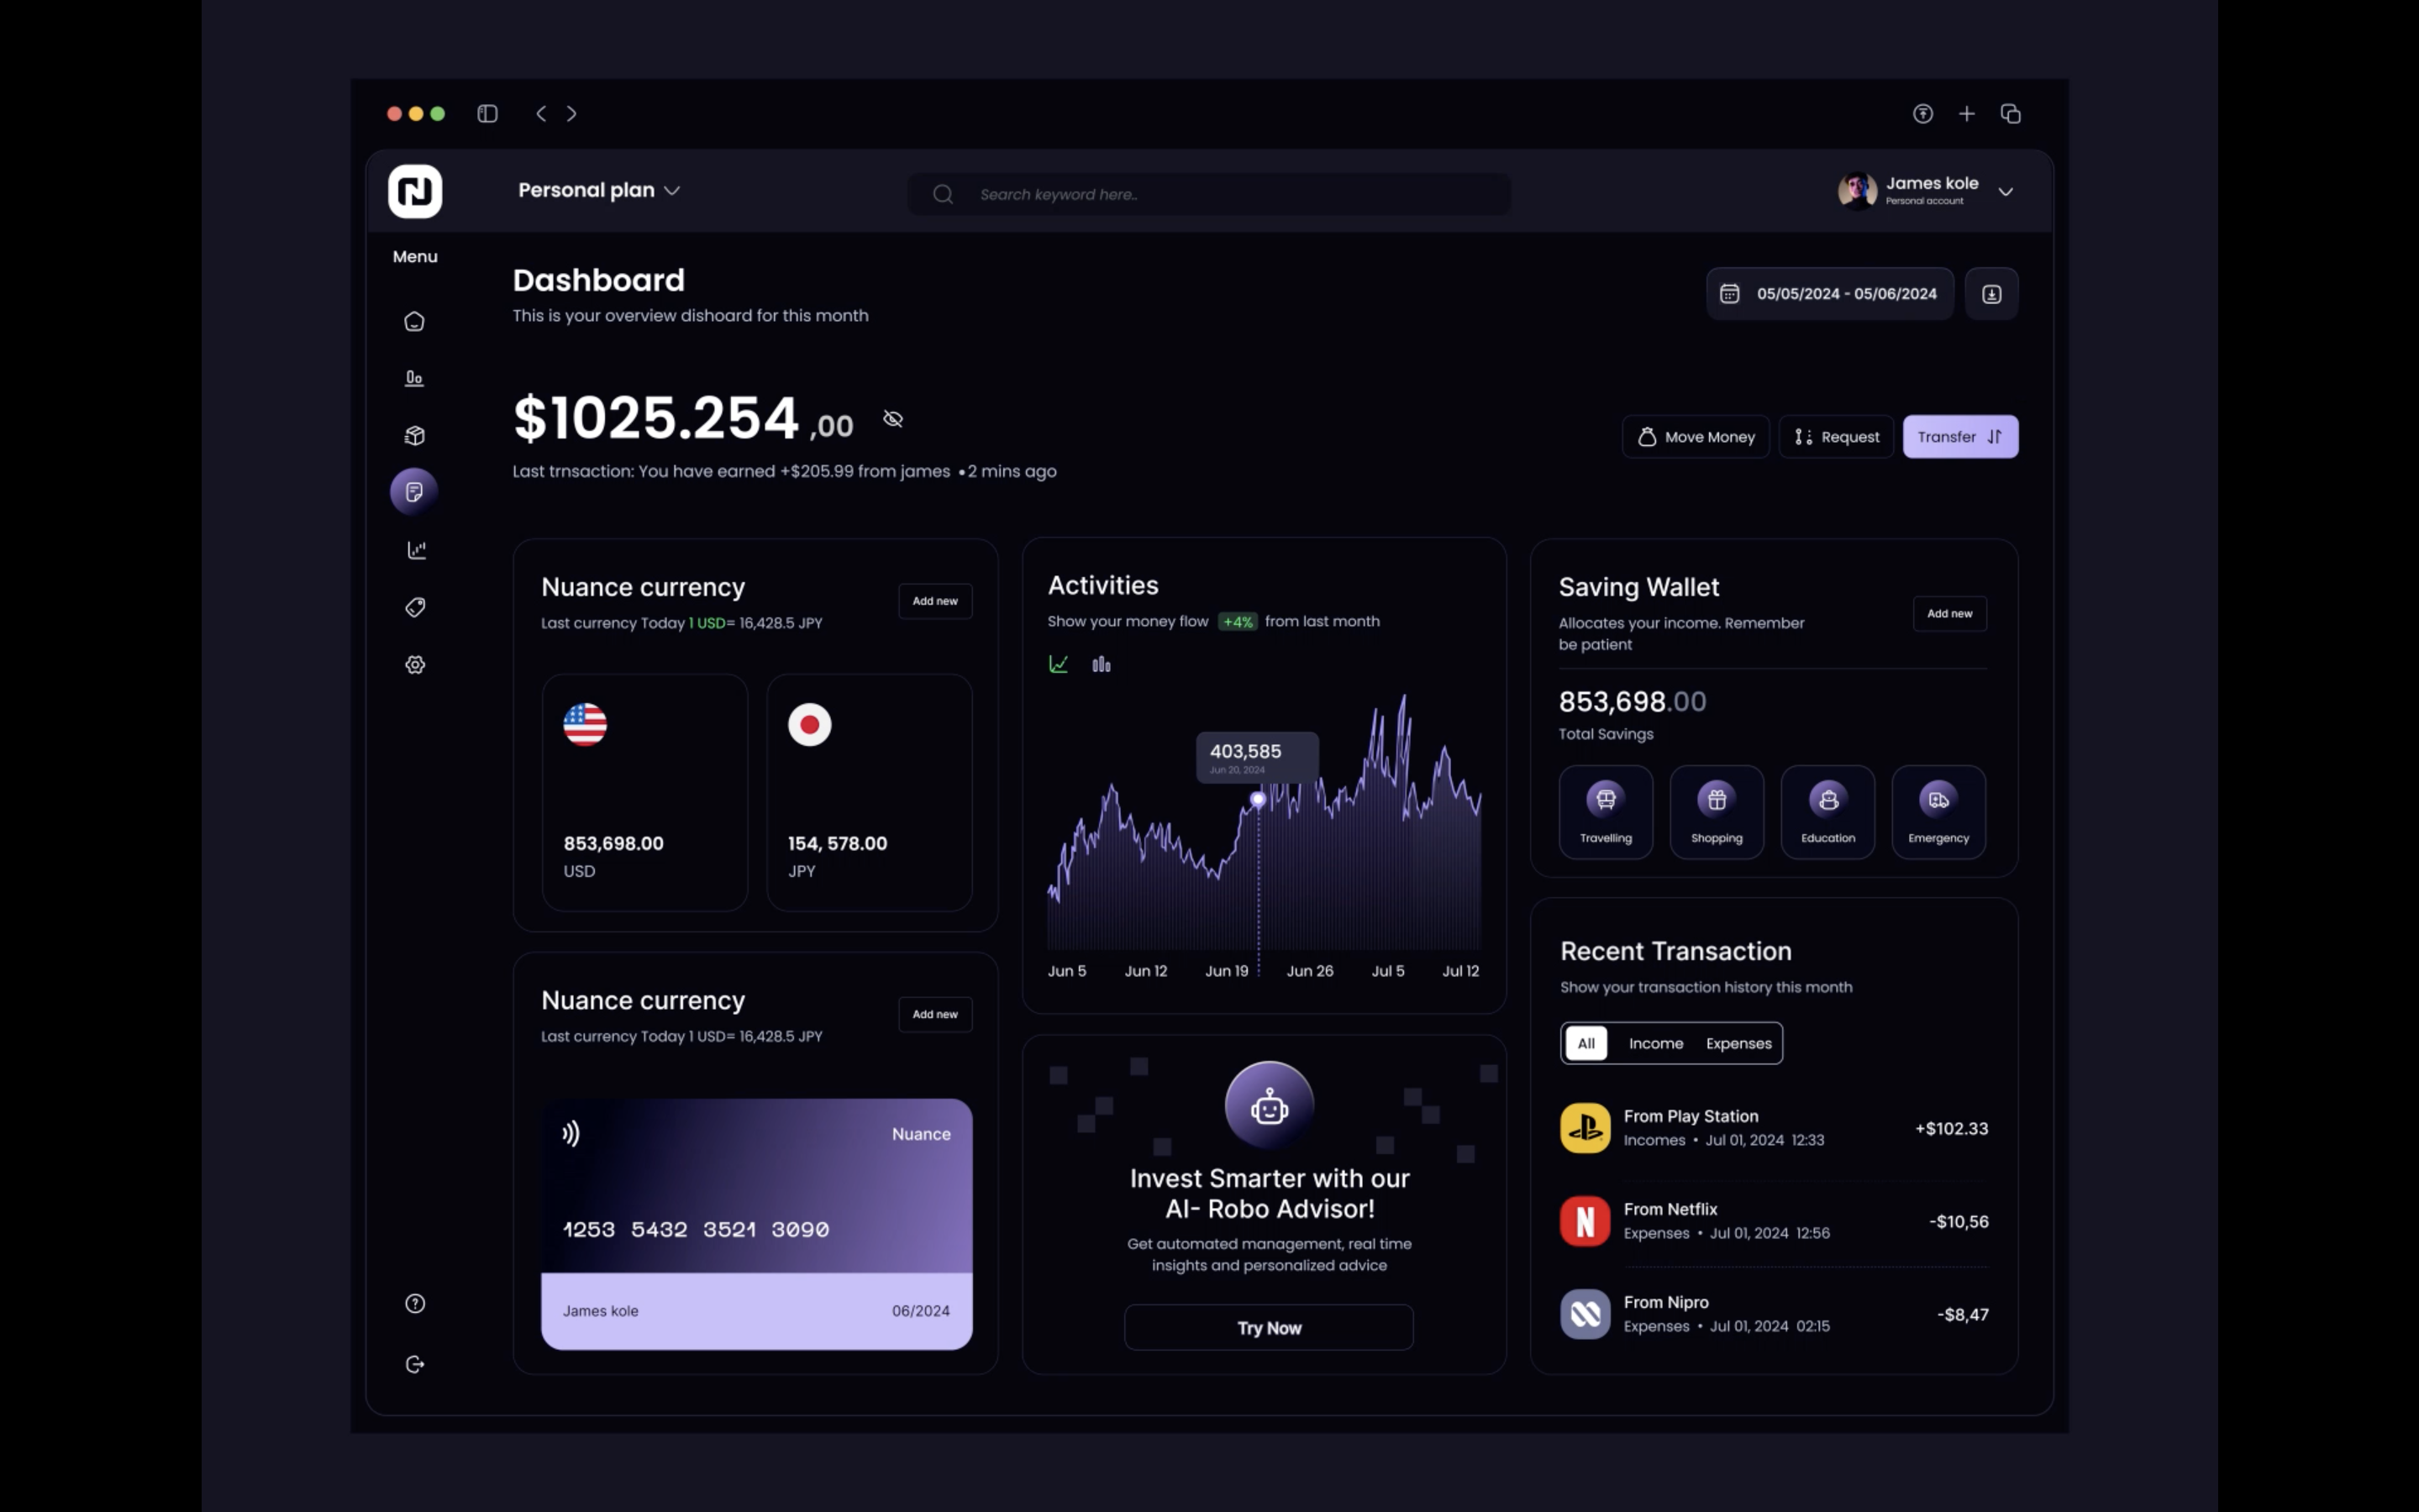 Personal plan
Search keyword here..
James kole
Personal account
Menu
Dashboard
This is your overview dishoard for this month
05/05/2024 - 05/06/2024
$1025.254 ,00
Last trnsaction: You have earned +$205.99 from james •2 mins ago
Move Money
Request
Transfer
Nuance currency
Last currency Today 1 USD= 16,428.5 JPY
Add new
853,698.00
USD
154, 578.00
JPY
Nuance currency
Last currency Today 1 USD= 16,428.5 JPY
Add new
Nuance
1253 5432 3521 3090
James kole
06/2024
Activities
Show your money flow +4% from last month
403,585
Jun 20, 2024
Jun 5 Jun 12 Jun 19 Jun 26 Jul 5 Jul 12
Invest Smarter with our
AI- Robo Advisor!
Get automated management, real time
insights and personalized advice
Try Now
Saving Wallet
Allocates your income. Remember
be patient
Add new
853,698.00
Total Savings
Travelling
Shopping
Education
Emergency
Recent Transaction
Show your transaction history this month
All Income Expenses
From Play Station
Incomes • Jul 01, 2024 12:33
+$102.33
N
From Netflix
Expenses • Jul 01, 2024 12:56
-$10,56
From Nipro
Expenses • Jul 01, 2024 02:15
-$8,47